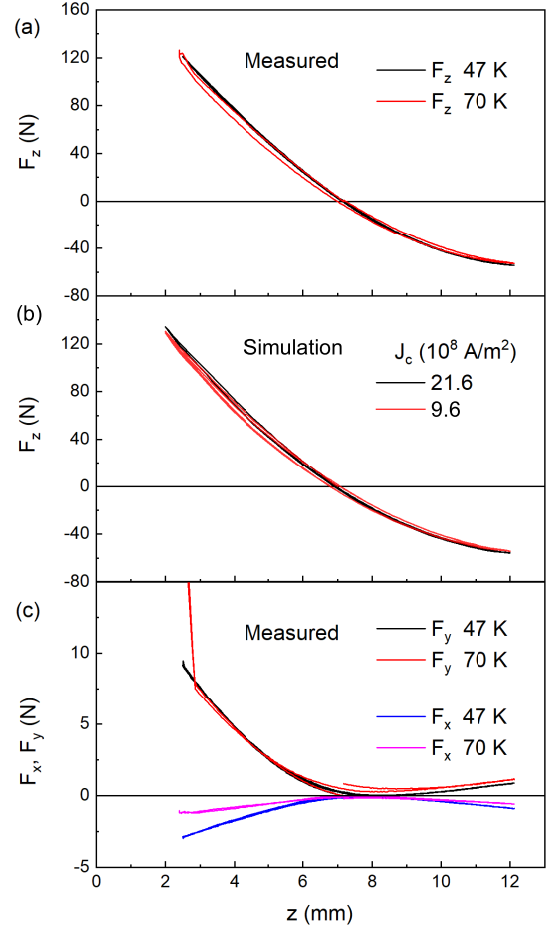 (a)
Measured
F_z 47 K
F_z 70 K
160
120
80
40
0
-40
-80
F_z (N)
(b)
Simulation
J_c (10^8 A/m^2)
21.6
9.6
120
80
40
0
-40
-80
F_z (N)
(c)
Measured
F_y 47 K
F_y 70 K
F_x 47 K
F_x 70 K
10
5
0
-5
F_x, F_y (N)
0 2 4 6 8 10 12
z (mm)